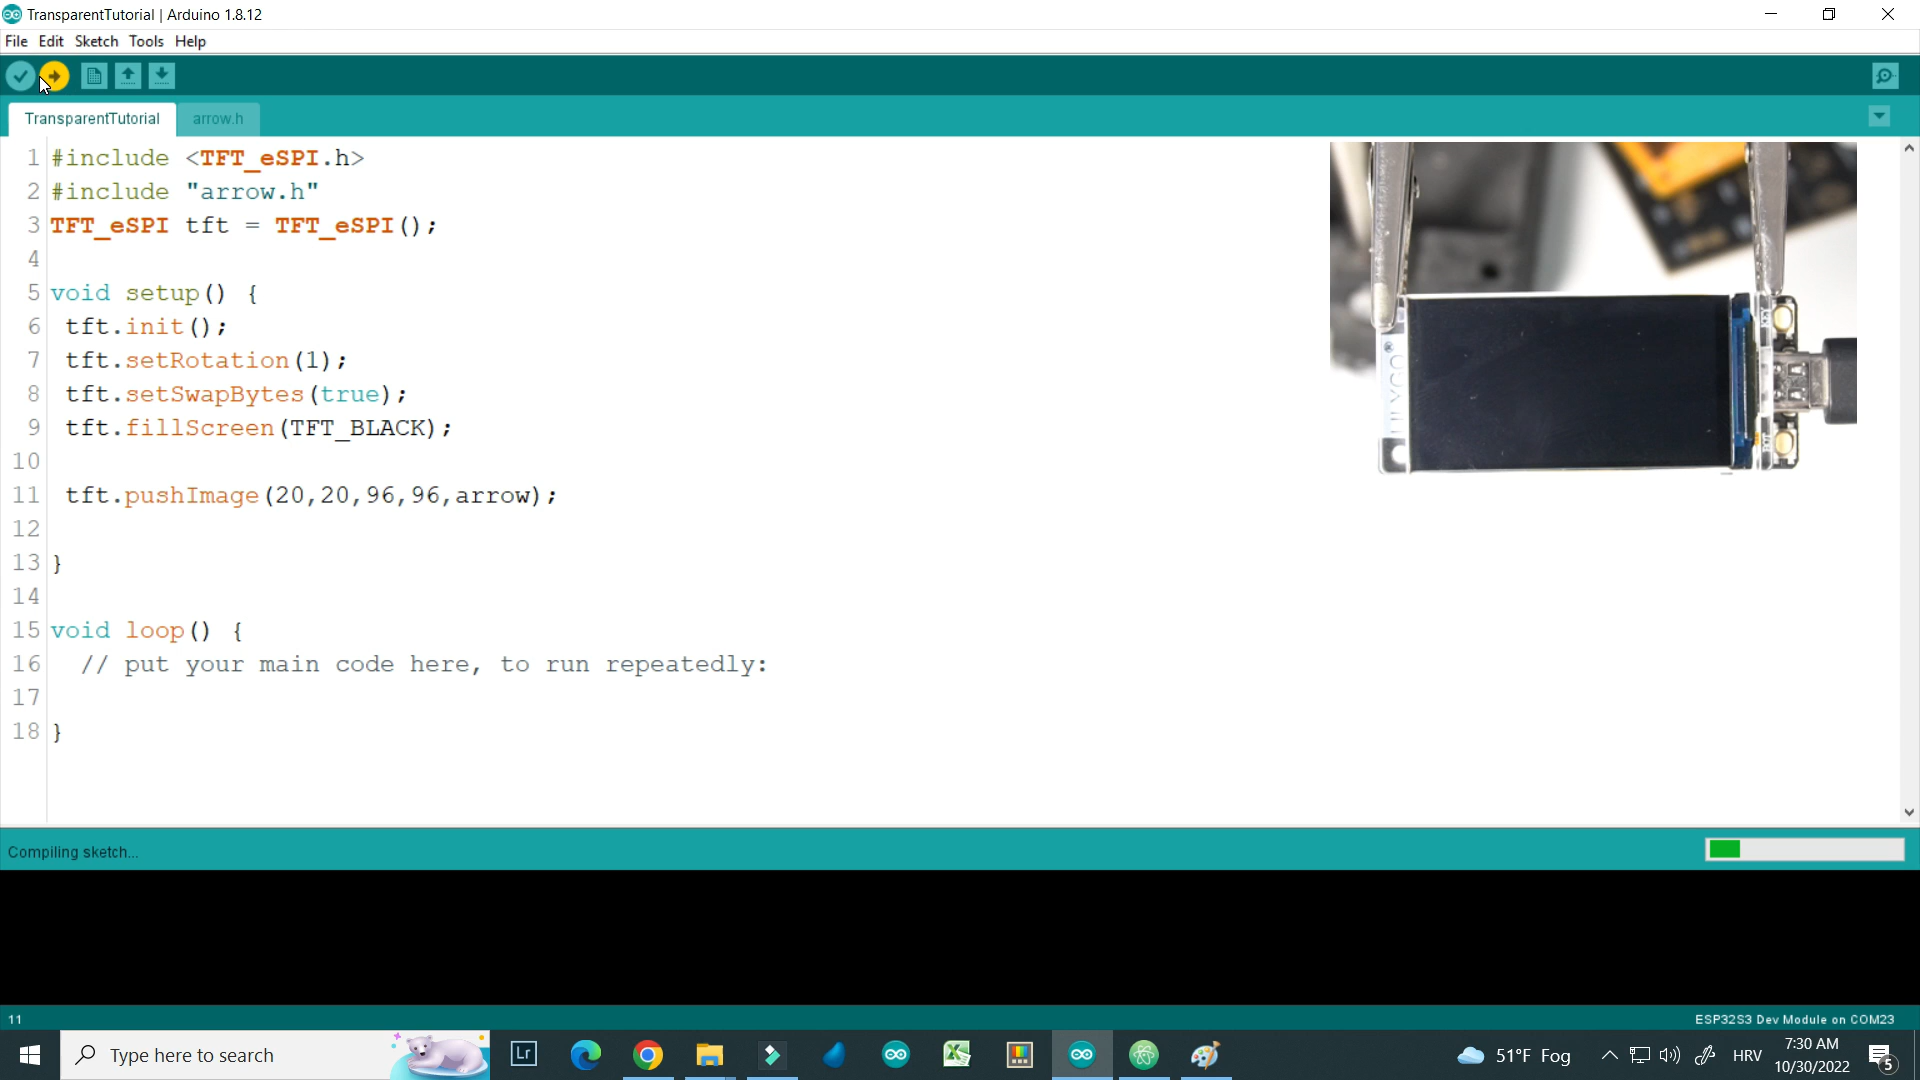 TransparentTutorial | Arduino 1.8.12
File Edit Sketch Tools Help
TransparentTutorial arrow.h
1 #include <TFT_eSPI.h>
2 #include "arrow.h"
3 TFT_eSPI tft = TFT_eSPI();
4
5 void setup() {
6 tft.init();
7 tft.setRotation(1);
8 tft.setSwapBytes(true);
9 tft.fillScreen(TFT_BLACK);
10
11 tft.pushImage(20,20,96,96,arrow);
12
13 }
14
15 void loop() {
16 // put your main code here, to run repeatedly:
17
18 }
Compiling sketch...
11 ESP32S3 Dev Module on COM23
Type here to search Lr 51°F Fog HRV 7:30 AM
10/30/2022 5